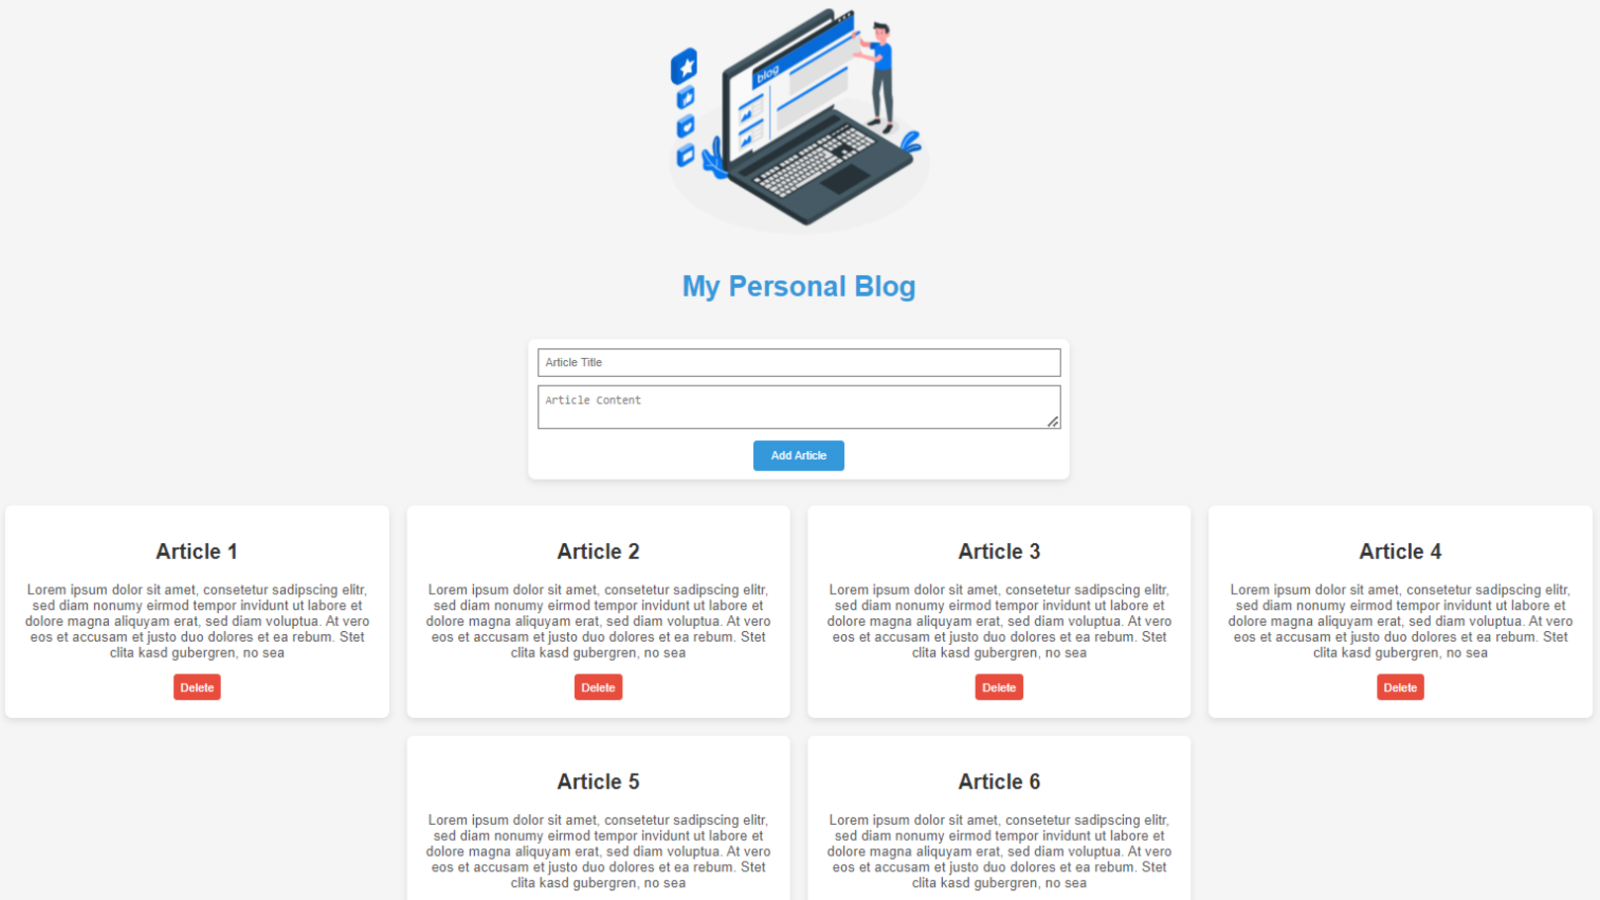 blog
My Personal Blog
Article Title
Article Content
Add Article
Article 1
Lorem ipsum dolor sit amet, consetetur sadipscing elitr,
sed diam nonumy eirmod tempor invidunt ut labore et
dolore magna aliquyam erat, sed diam voluptua. At vero
eos et accusam et justo duo dolores et ea rebum. Stet
clita kasd gubergren, no sea
Delete
Article 2
Lorem ipsum dolor sit amet, consetetur sadipscing elitr,
sed diam nonumy eirmod tempor invidunt ut labore et
dolore magna aliquyam erat, sed diam voluptua. At vero
eos et accusam et justo duo dolores et ea rebum. Stet
clita kasd gubergren, no sea
Delete
Article 3
Lorem ipsum dolor sit amet, consetetur sadipscing elitr,
sed diam nonumy eirmod tempor invidunt ut labore et
dolore magna aliquyam erat, sed diam voluptua. At vero
eos et accusam et justo duo dolores et ea rebum. Stet
clita kasd gubergren, no sea
Delete
Article 4
Lorem ipsum dolor sit amet, consetetur sadipscing elitr,
sed diam nonumy eirmod tempor invidunt ut labore et
dolore magna aliquyam erat, sed diam voluptua. At vero
eos et accusam et justo duo dolores et ea rebum. Stet
clita kasd gubergren, no sea
Delete
Article 5
Lorem ipsum dolor sit amet, consetetur sadipscing elitr,
sed diam nonumy eirmod tempor invidunt ut labore et
dolore magna aliquyam erat, sed diam voluptua. At vero
eos et accusam et justo duo dolores et ea rebum. Stet
clita kasd gubergren, no sea
Article 6
Lorem ipsum dolor sit amet, consetetur sadipscing elitr,
sed diam nonumy eirmod tempor invidunt ut labore et
dolore magna aliquyam erat, sed diam voluptua. At vero
eos et accusam et justo duo dolores et ea rebum. Stet
clita kasd gubergren, no sea